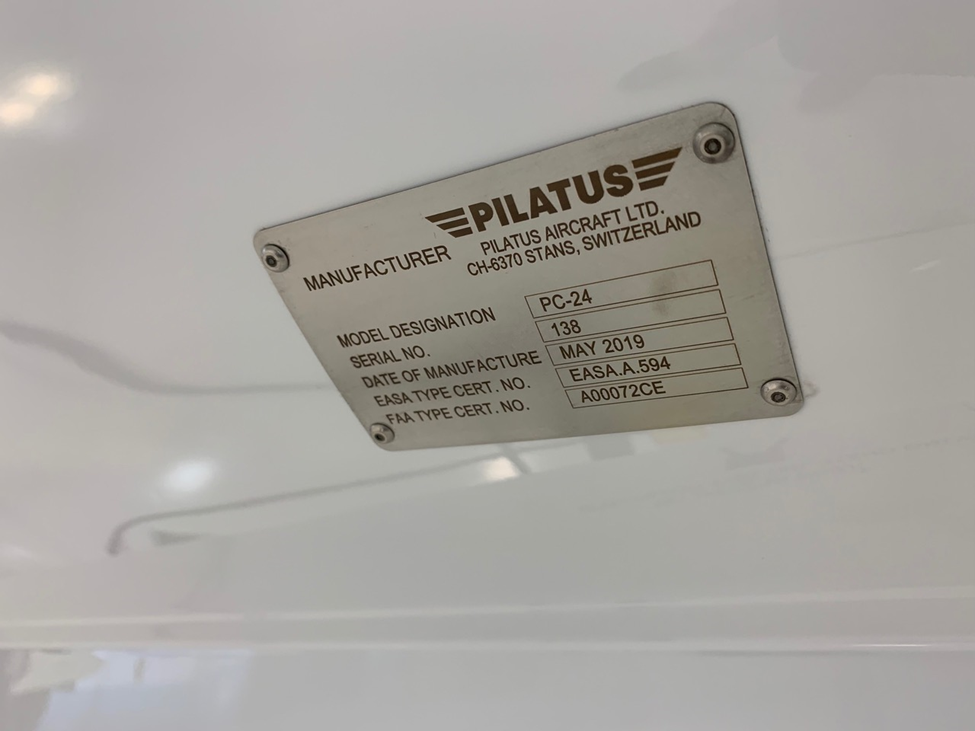 PILATUS
MANUFACTURER PILATUS AIRCRAFT LTD.
CH-6370 STANS, SWITZERLAND
MODEL DESIGNATION PC-24
SERIAL NO. 138
DATE OF MANUFACTURE MAY 2019
EASA TYPE CERT. NO. EASA.A.594
FAA TYPE CERT. NO. A00072CE